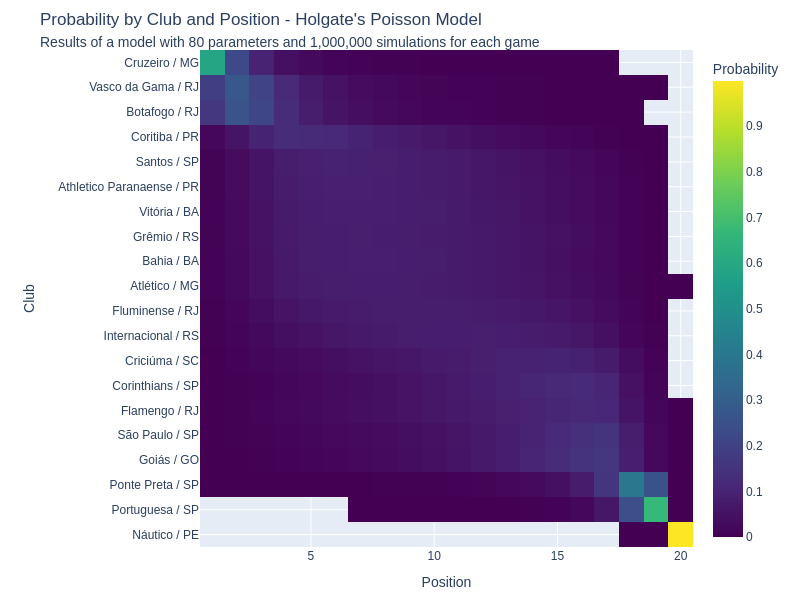 Probability by Club and Position - Holgate's Poisson Model
Results of a model with 80 parameters and 1,000,000 simulations for each game
Probability
Cruzeiro / MG
Vasco da Gama / RJ
Botafogo / RJ
Coritiba / PR
Santos / SP
Athletico Paranaense / PR
Vitória / BA
Grêmio / RS
Bahia / BA
Atlético / MG
Fluminense / RJ
Internacional / RS
Criciúma / SC
Corinthians / SP
Flamengo / RJ
São Paulo / SP
Goiás / GO
Ponte Preta / SP
Portuguesa / SP
Náutico / PE
Club
5
10
15
20
Position
0.9
0.8
0.7
0.6
0.5
0.4
0.3
0.2
0.1
0